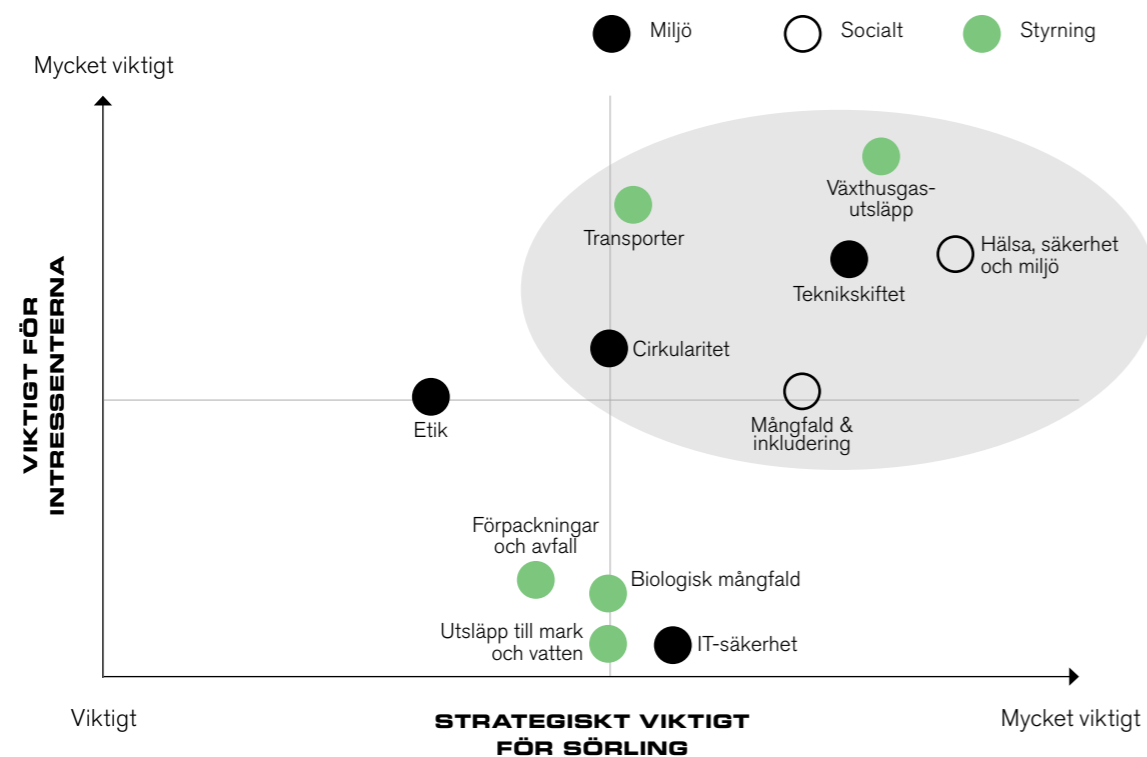 Miljö
Socialt
Styrning
Mycket viktigt
Växthusgas-
utsläpp
Transporter
Hälsa, säkerhet
och miljö
Teknikskiftet
VIKTIGT FÖR
INTRESSENTERNA
Cirkularitet
Etik
Mångfald &
inkludering
Förpackningar
och avfall
Biologisk mångfald
Utsläpp till mark
och vatten
IT-säkerhet
Viktigt
STRATEGISKT VIKTIGT
FÖR SÖRLING
Mycket viktigt